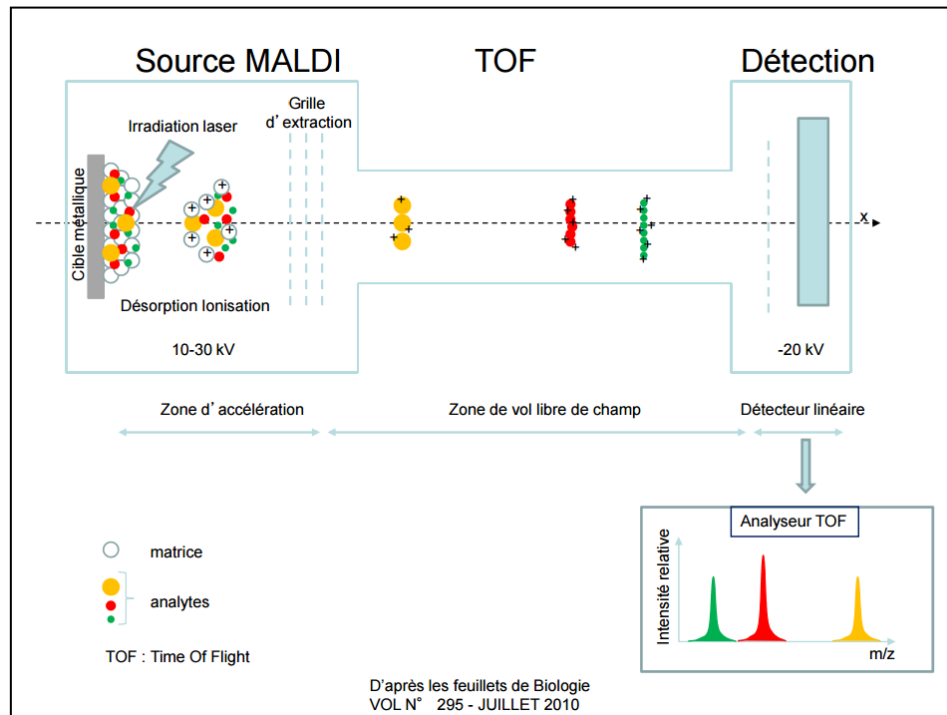 Source MALDI
TOF
Détection
Grille
d'extraction
Irradiation laser
Cible métallique
x
Désorption Ionisation
10-30 kV
-20 kV
Zone d'accélération
Zone de vol libre de champ
Détecteur linéaire
Analyseur TOF
Intensité relative
m/z
matrice
analytes
TOF : Time Of Flight
D'après les feuillets de Biologie
VOL N° 295 - JUILLET 2010